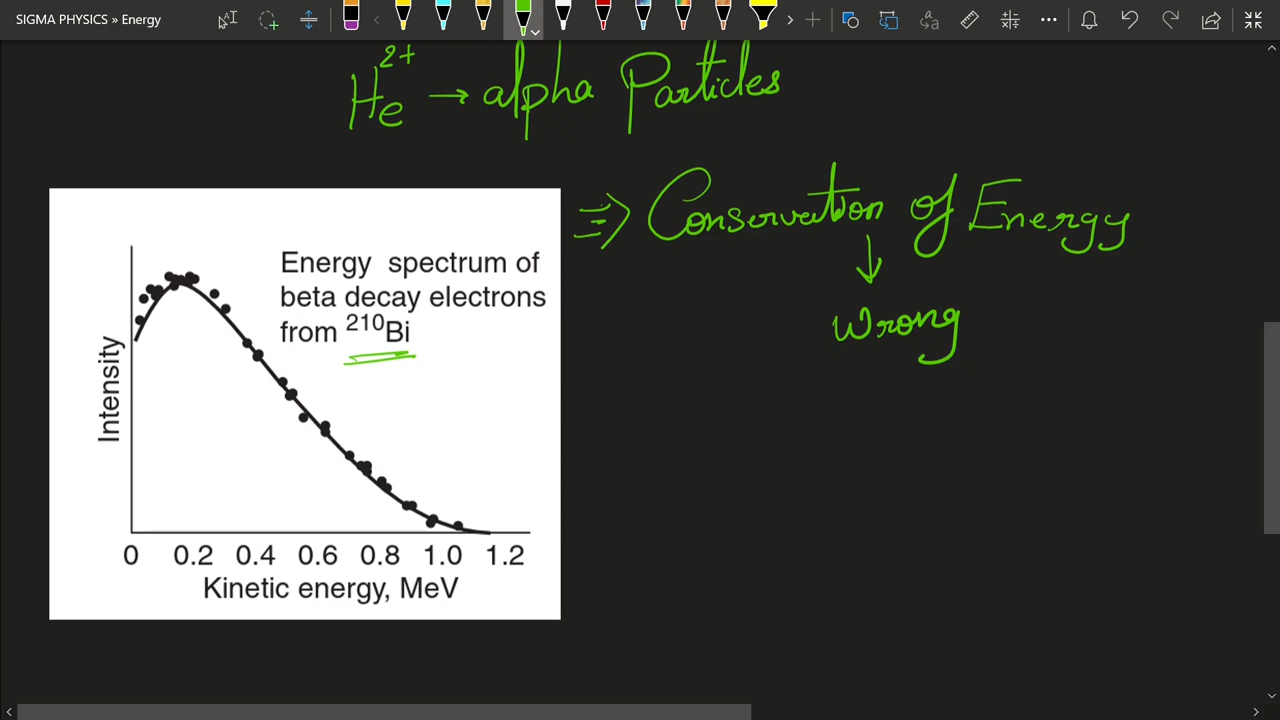 SIGMA PHYSICS » Energy
He²⁺ → alpha Particles
⇒ Conservation of Energy
↓
Wrong
Energy spectrum of
beta decay electrons
from ²¹⁰Bi
Intensity
0 0.2 0.4 0.6 0.8 1.0 1.2
Kinetic energy, MeV